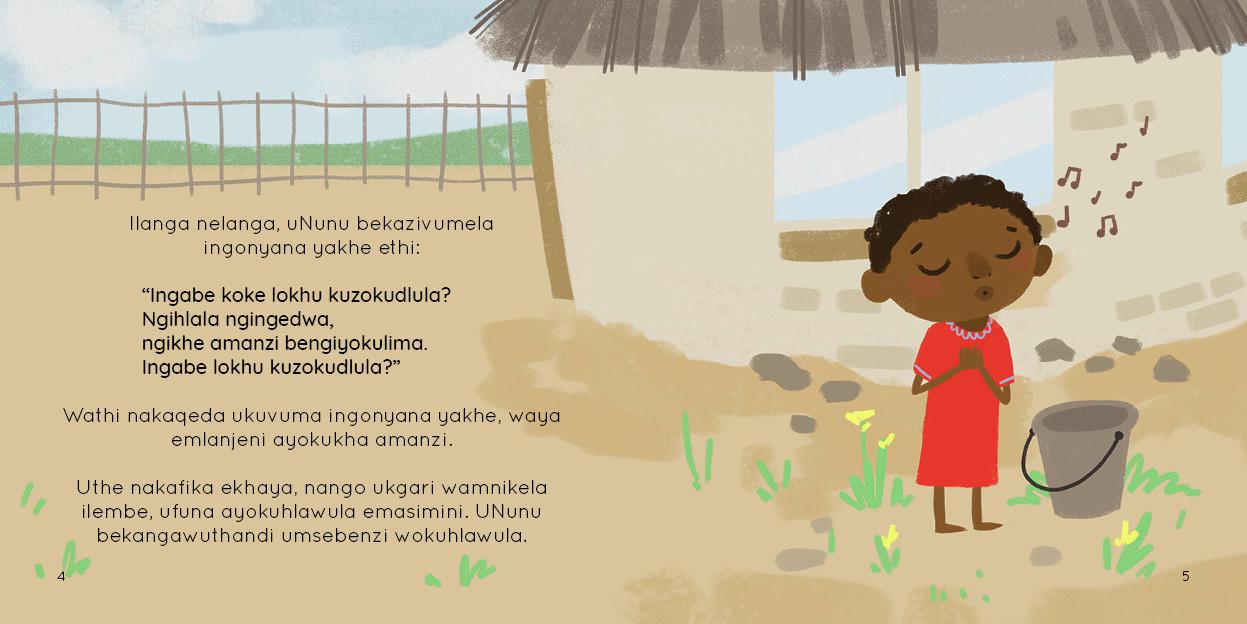 Ilanga nelanga, uNunu bekazivumela
ingonyana yakhe ethi:
“Ingabe koke lokhu kuzokudlula?
Ngihlala ngingedwa,
ngikhe amanzi bengiyokulima.
Ingabe lokhu kuzokudlula?”
Wathi nakaqeda ukuvuma ingonyana yakhe, waya
emlanjeni ayokukha amanzi.
Uthe nakafika ekhaya, nango ukgari wamnikela
ilembe, ufuna ayokuhlawula emasimini. UNunu
bekangawuthandi umsebenzi wokuhlawula.
4
5